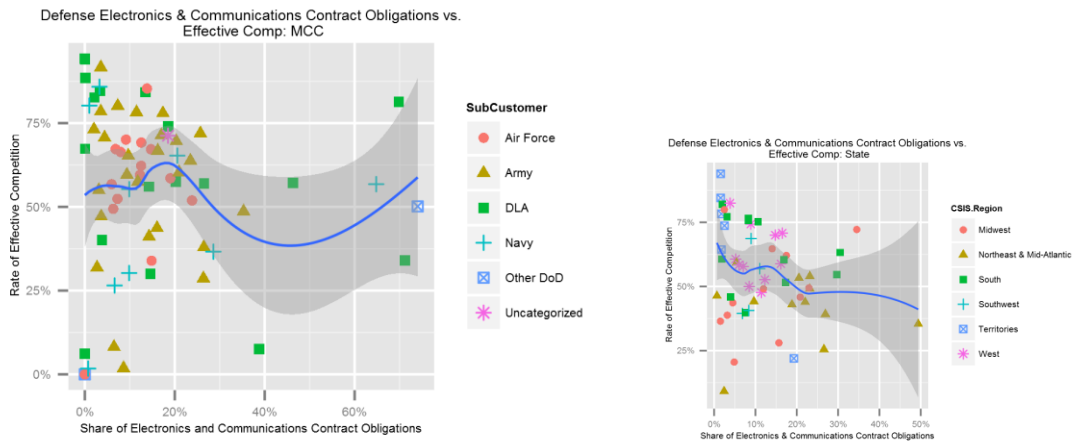 Defense Electronics & Communications Contract Obligations vs.
Effective Comp: MCC
Rate of Effective Competition
75%
50%
25%
0%
0%
20%
40%
60%
Share of Electronics and Communications Contract Obligations
SubCustomer
Air Force
Army
DLA
Navy
Other DoD
Uncategorized
Defense Electronics & Communications Contract Obligations vs.
Effective Comp: State
Rate of Effective Competition
75%
50%
25%
0%
10%
20%
30%
40%
50%
Share of Electronics & Communications Contract Obligations
CSIS.Region
Midwest
Northeast & Mid-Atlantic
South
Southwest
Territories
West